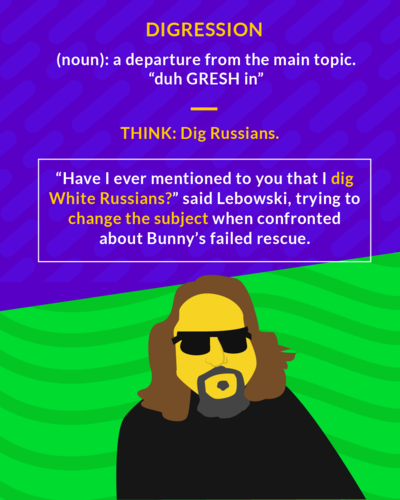 DIGRESSION
(noun): a departure from the main topic.
“duh GRESH in”
THINK: Dig Russians.
“Have I ever mentioned to you that I dig
White Russians?” said Lebowski, trying to
change the subject when confronted
about Bunny’s failed rescue.